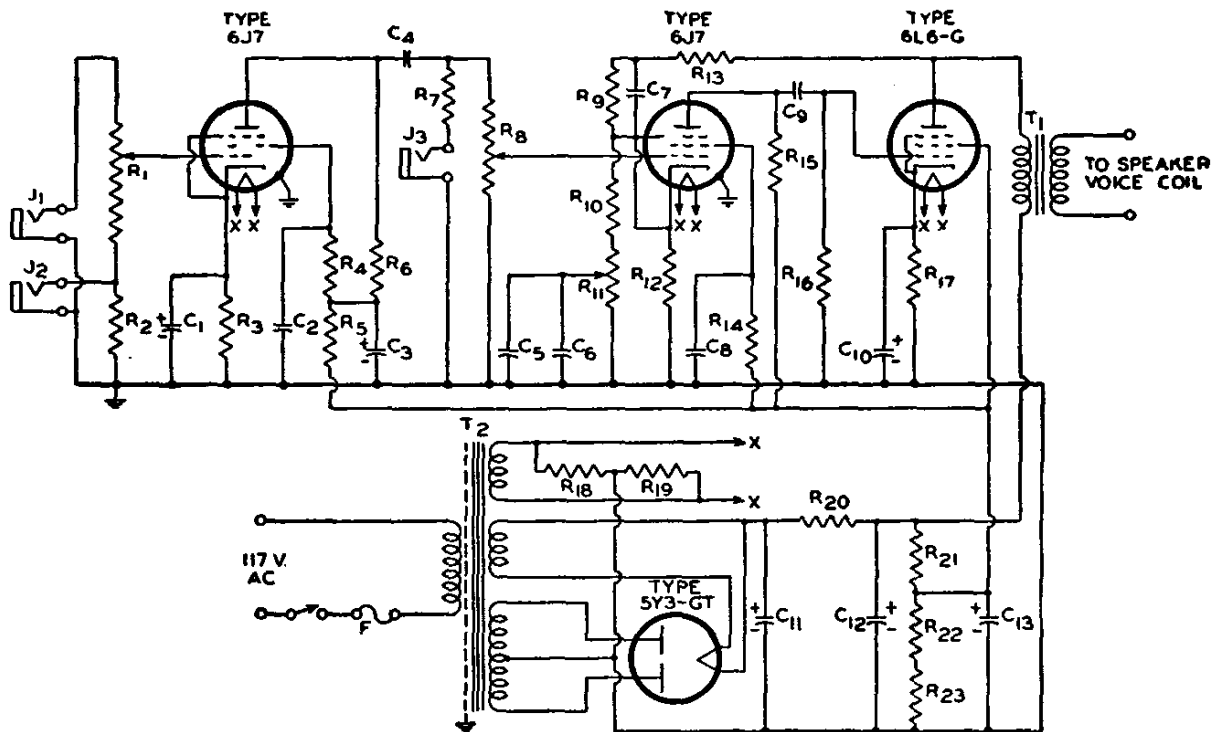 TYPE
6J7
C4
TYPE
6J7
TYPE
6L6-G
R7
R13
R9
C7
C9
T1
J3
R8
R1
R15
TO SPEAKER
VOICE COIL
J1
X X
R10
X X
X X
J2
R4
R6
R12
R16
R17
R11
R2
+
-
C1
R3
C2
R5
+
-
C3
C5
C6
C8
R14
C10
+
-
T2
X
R18
R19
X
R20
117 V.
AC
R21
TYPE
5Y3-GT
F
+
-
C11
C12
+
-
R22
+
-
C13
R23